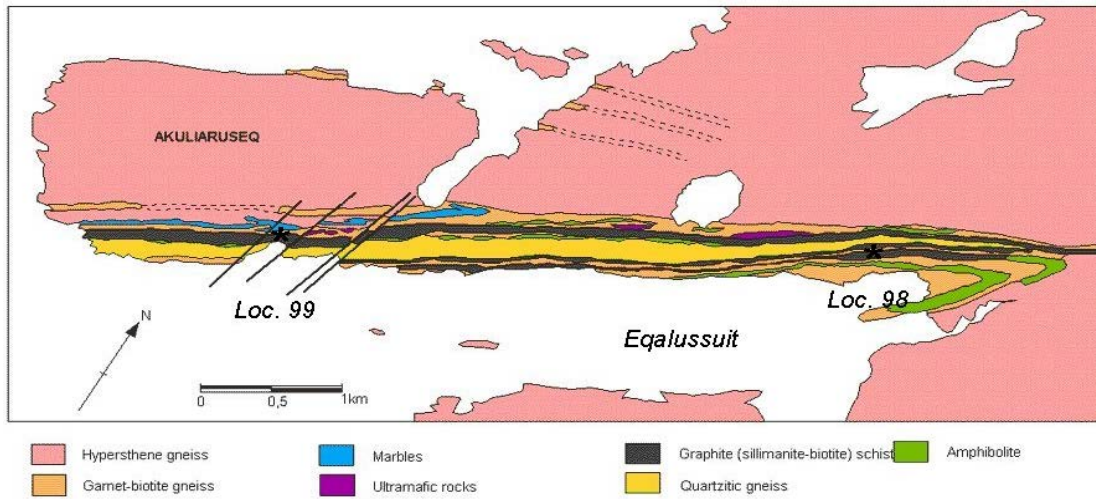 AKULIARUSEQ
Loc. 99
Loc. 98
Eqalussuit
N
0 0,5 1km
Hypersthene gneiss
Marbles
Graphite (sillimanite-biotite) schist
Amphibolite
Garnet-biotite gneiss
Ultramafic rocks
Quartzitic gneiss